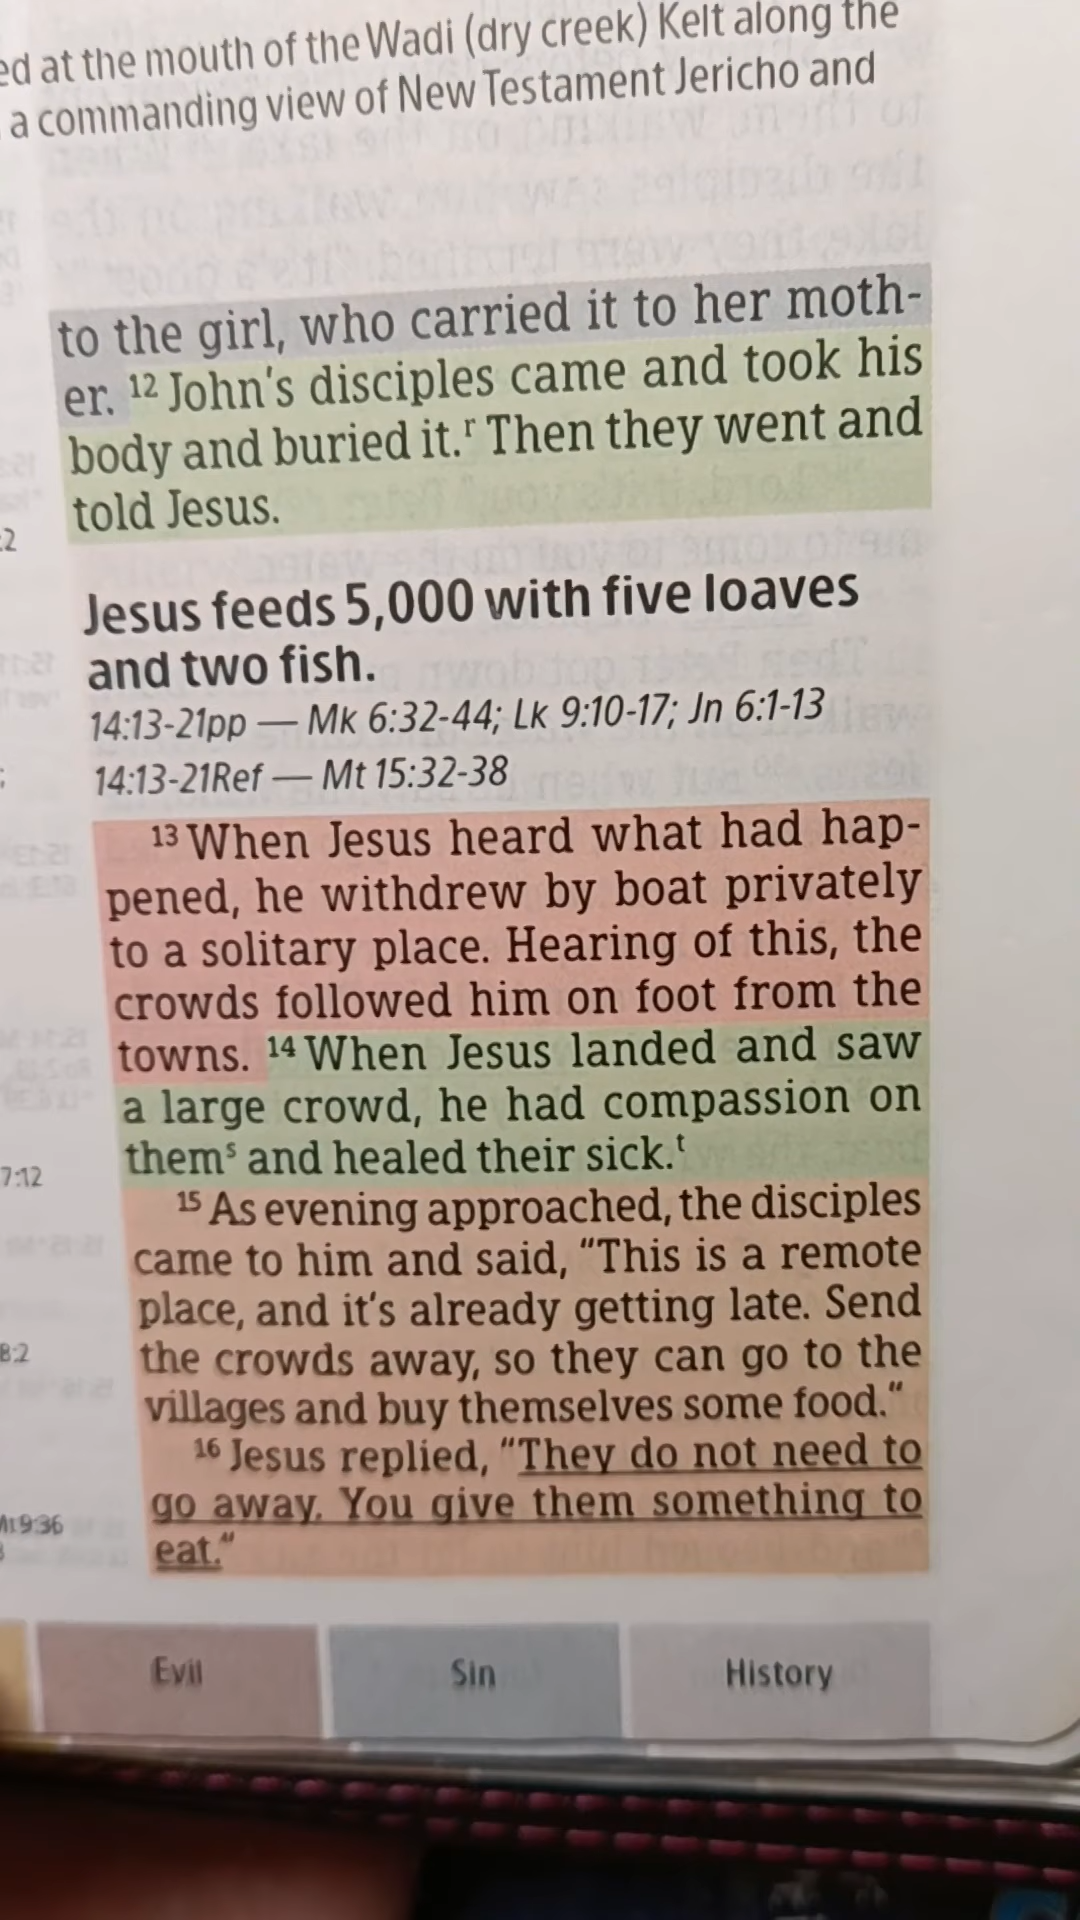 ed at the mouth of the Wadi (dry creek) Kelt along the
a commanding view of New Testament Jericho and
to the girl, who carried it to her moth-
er. 12 John's disciples came and took his
body and buried it.r Then they went and
told Jesus.
:2
Jesus feeds 5,000 with five loaves
and two fish.
14:13-21pp — Mk 6:32-44; Lk 9:10-17; Jn 6:1-13
14:13-21Ref — Mt 15:32-38
13 When Jesus heard what had hap-
pened, he withdrew by boat privately
to a solitary place. Hearing of this, the
crowds followed him on foot from the
towns. 14 When Jesus landed and saw
a large crowd, he had compassion on
thems and healed their sick.t
7:12
15 As evening approached, the disciples
came to him and said, "This is a remote
place, and it's already getting late. Send
the crowds away, so they can go to the
8:2
villages and buy themselves some food."
16 Jesus replied, "They do not need to
go away. You give them something to
Mt 9:36
eat."
Evil
Sin
History